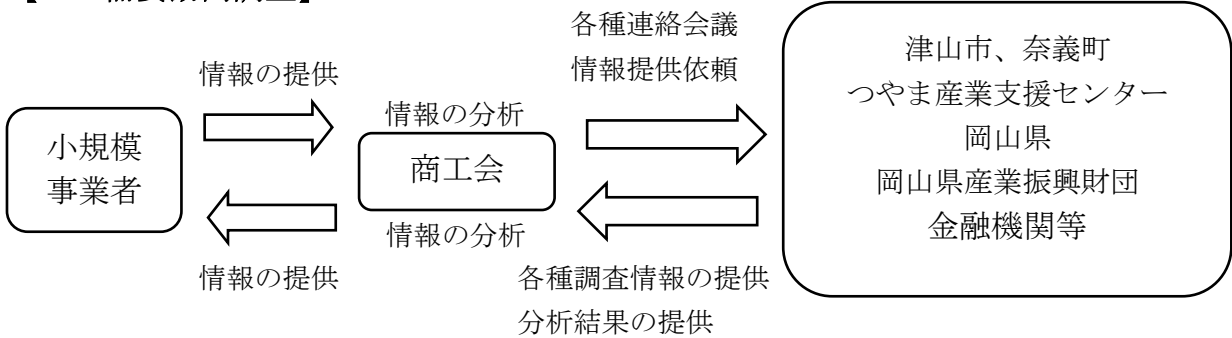 各種連絡会議
情報提供依頼
情報の提供
情報の分析
小規模
事業者
商工会
情報の分析
情報の提供
各種調査情報の提供
分析結果の提供
津山市、奈義町
つやま産業支援センター
岡山県
岡山県産業振興財団
金融機関等